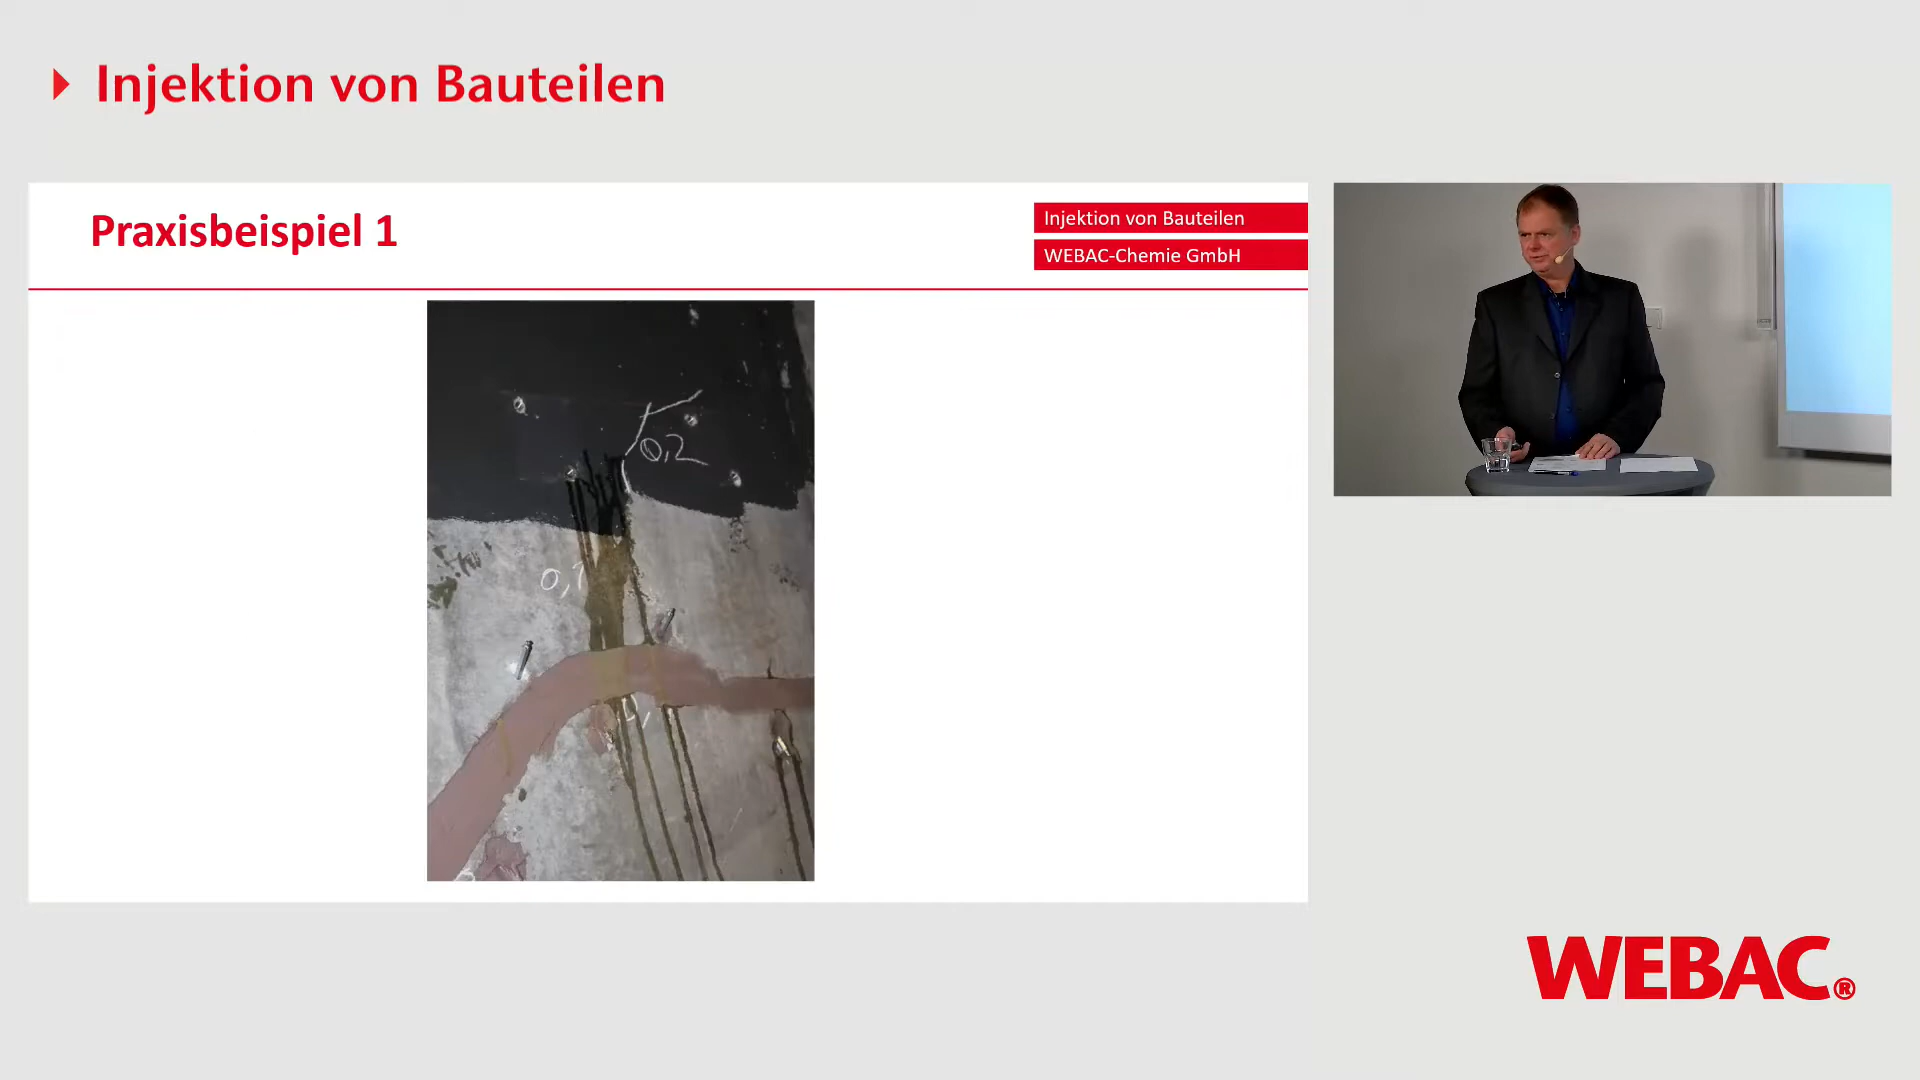 Injektion von Bauteilen
Praxisbeispiel 1
Injektion von Bauteilen
WEBAC-Chemie GmbH
0,2
0,1
WEBAC®